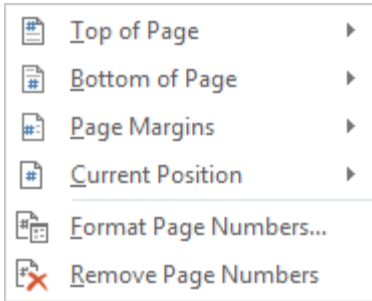 Top of Page
Bottom of Page
Page Margins
Current Position
Format Page Numbers...
Remove Page Numbers